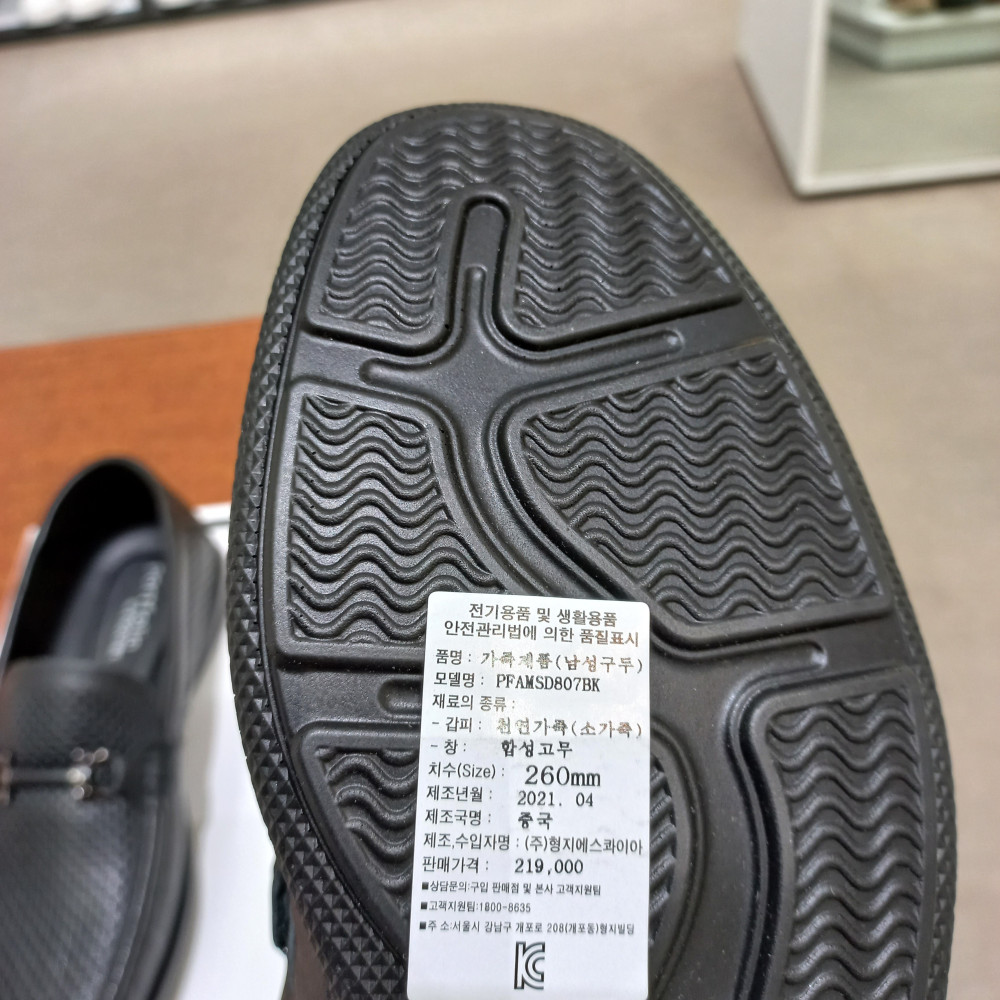 전기용품 및 생활용품
안전관리법에 의한 품질표시
품명 : 가죽제품(남성구두)
모델명 : PFAMSD807BK
재료의 종류 :
- 갑피 : 천연가죽(소가죽)
- 창 : 합성고무
치수(Size) : 260mm
제조년월 : 2021. 04
제조국명 : 중국
제조,수입자명 : (주)형지에스콰이아
판매가격 : 219,000
■상담문의:구입 판매점 및 본사 고객지원팀
■고객지원팀:1800-8635
■주 소:서울시 강남구 개포로 208(개포동)형지빌딩